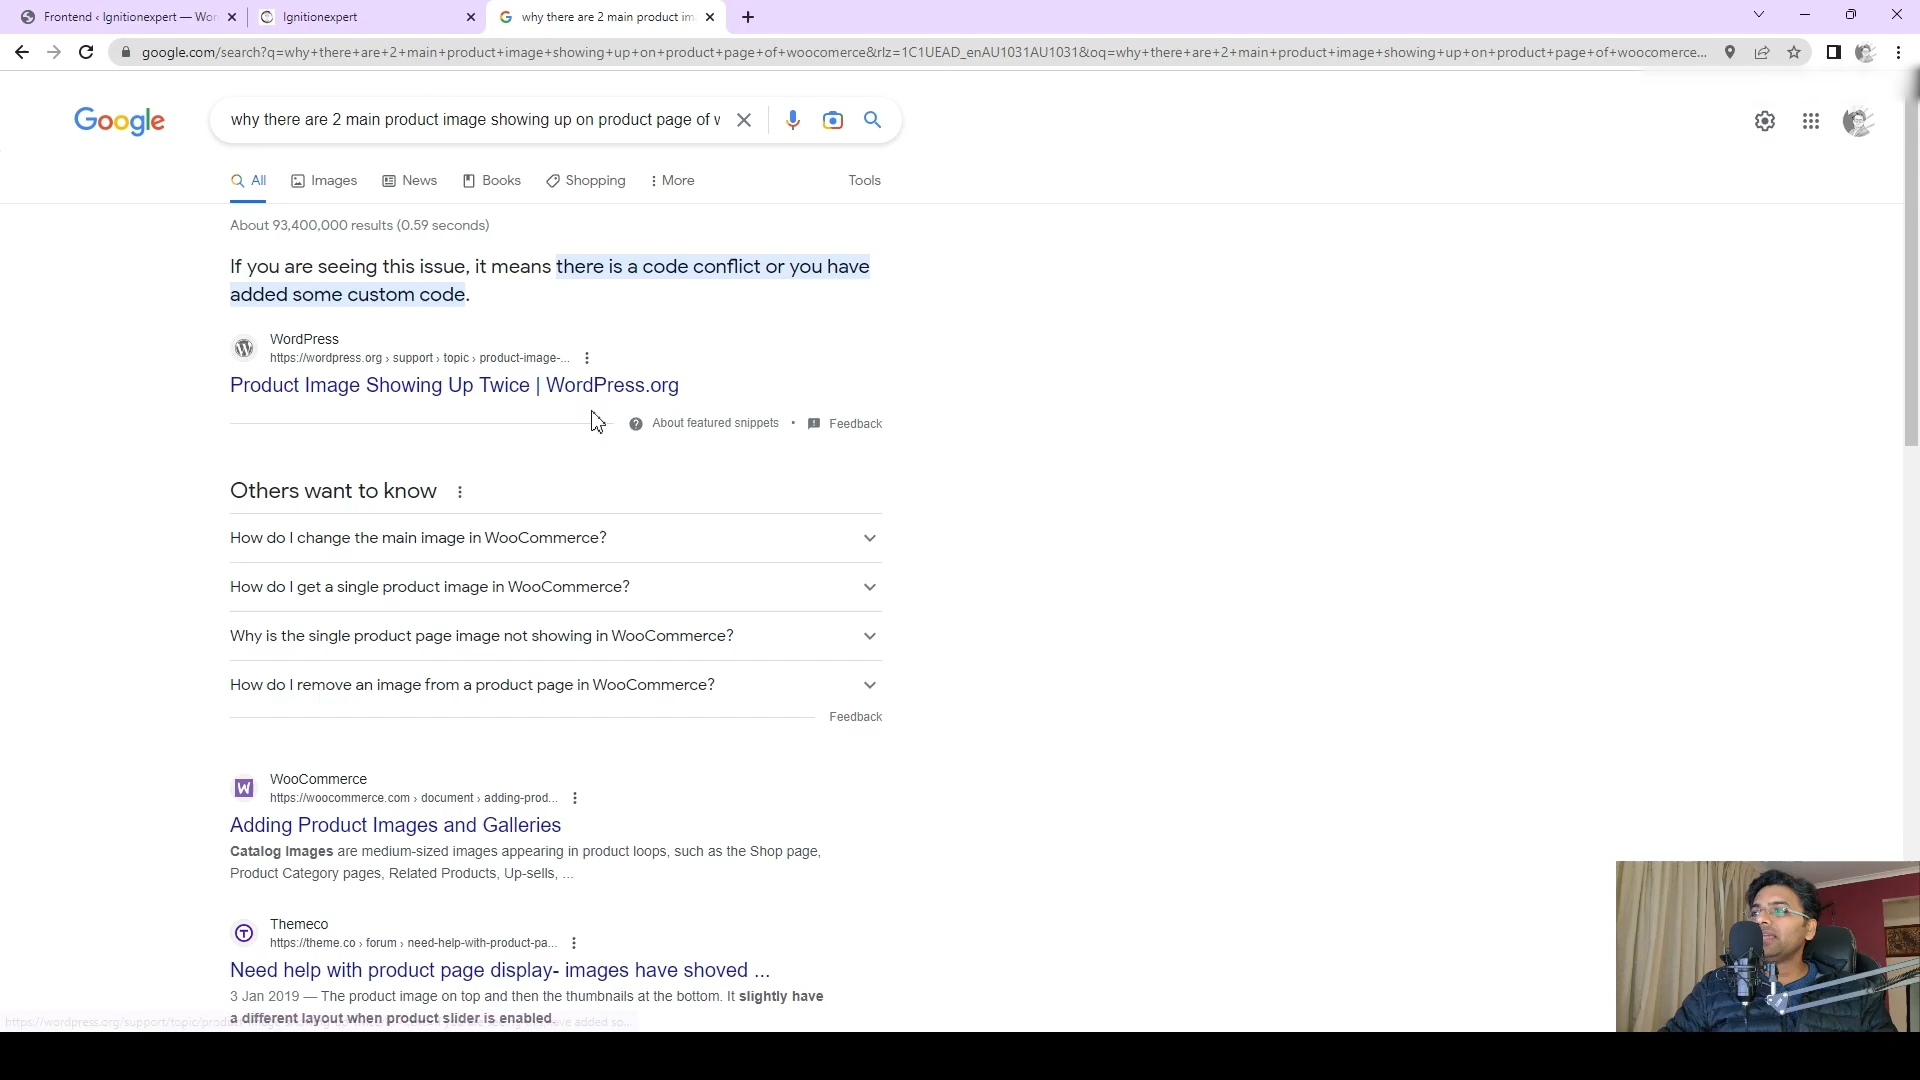 Frontend ‹ Ignitionexpert — Wor
Ignitionexpert
why there are 2 main product im
google.com/search?q=why+there+are+2+main+product+image+showing+up+on+product+page+of+woocomerce&rlz=1C1UEAD_enAU1031AU1031&oq=why+there+are+2+main+product+image+showing+up+on+product+page+of+woocomerce...
Google
why there are 2 main product image showing up on product page of w
All
Images
News
Books
Shopping
More
Tools
About 93,400,000 results (0.59 seconds)
If you are seeing this issue, it means there is a code conflict or you have
added some custom code.
WordPress
https://wordpress.org › support › topic › product-image-...
Product Image Showing Up Twice | WordPress.org
About featured snippets • Feedback
Others want to know
How do I change the main image in WooCommerce?
How do I get a single product image in WooCommerce?
Why is the single product page image not showing in WooCommerce?
How do I remove an image from a product page in WooCommerce?
Feedback
WooCommerce
https://woocommerce.com › document › adding-prod...
Adding Product Images and Galleries
Catalog Images are medium-sized images appearing in product loops, such as the Shop page,
Product Category pages, Related Products, Up-sells, ...
Themeco
https://theme.co › forum › need-help-with-product-pa...
Need help with product page display- images have shoved ...
3 Jan 2019 — The product image on top and then the thumbnails at the bottom. It slightly have
a different layout when product slider is enabled.